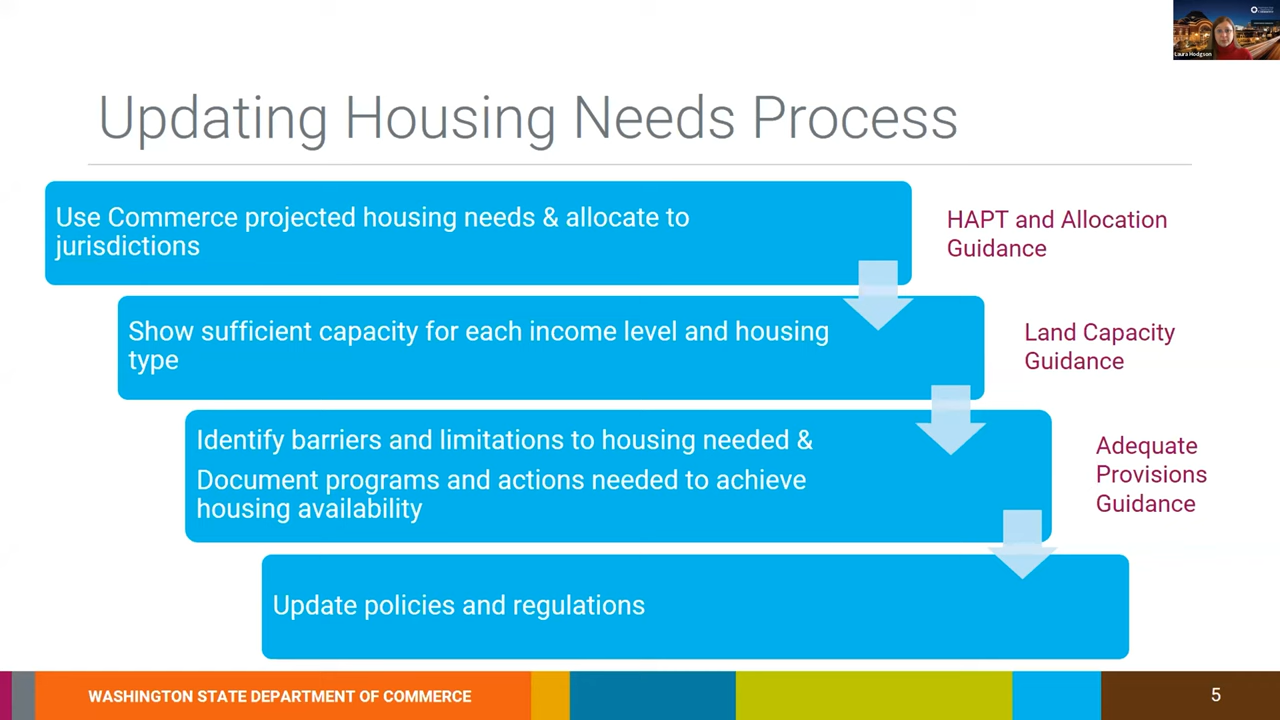 Laura Hodgson
Updating Housing Needs Process
Use Commerce projected housing needs & allocate to
jurisdictions
HAPT and Allocation
Guidance
Show sufficient capacity for each income level and housing
type
Land Capacity
Guidance
Identify barriers and limitations to housing needed &
Document programs and actions needed to achieve
housing availability
Adequate
Provisions
Guidance
Update policies and regulations
WASHINGTON STATE DEPARTMENT OF COMMERCE
5